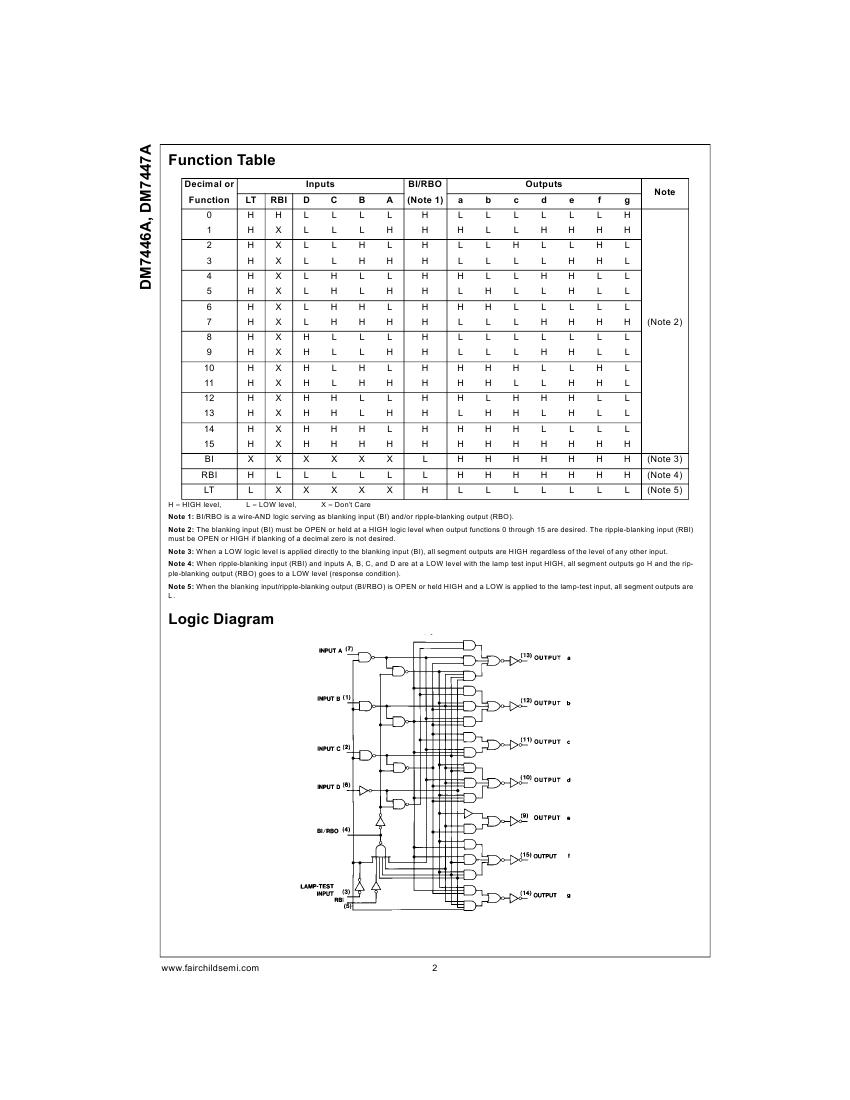 DM7446A, DM7447A
Function Table
Decimal or Inputs BI/RBO Outputs Note
Function LT RBI D C B A (Note 1) a b c d e f g
0 H H L L L L H L L L L L L H
1 H X L L L H H H L L H H H H
2 H X L L H L H L L H L L H L
3 H X L L H H H L L L L H H L
4 H X L H L L H H L L H H L L
5 H X L H L H H L H L L H L L
6 H X L H H L H H H L L L L L
7 H X L H H H H L L L H H H H (Note 2)
8 H X H L L L H L L L L L L L
9 H X H L L H H L L L H H L L
10 H X H L H L H H H H L L H L
11 H X H L H H H H H L L H H L
12 H X H H L L H H L H H H L L
13 H X H H L H H L H H L H L L
14 H X H H H L H H H H L L L L
15 H X H H H H H H H H H H H H
BI X X X X X X L H H H H H H H (Note 3)
RBI H L L L L L L H H H H H H H (Note 4)
LT L X X X X X H L L L L L L L (Note 5)
H = HIGH level, L = LOW level, X = Don't Care
Note 1: BI/RBO is a wire-AND logic serving as blanking input (BI) and/or ripple-blanking output (RBO).
Note 2: The blanking input (BI) must be OPEN or held at a HIGH logic level when output functions 0 through 15 are desired. The ripple-blanking input (RBI)
must be OPEN or HIGH if blanking of a decimal zero is not desired.
Note 3: When a LOW logic level is applied directly to the blanking input (BI), all segment outputs are HIGH regardless of the level of any other input.
Note 4: When ripple-blanking input (RBI) and inputs A, B, C, and D are at a LOW level with the lamp test input HIGH, all segment outputs go H and the rip-
ple-blanking output (RBO) goes to a LOW level (response condition).
Note 5: When the blanking input/ripple-blanking output (BI/RBO) is OPEN or held HIGH and a LOW is applied to the lamp-test input, all segment outputs are
L.
Logic Diagram
INPUT A (7)
(13) OUTPUT a
INPUT B (1)
(12) OUTPUT b
INPUT C (2)
(11) OUTPUT c
INPUT D (6)
(10) OUTPUT d
(9) OUTPUT e
BI/RBO (4)
(15) OUTPUT f
LAMP-TEST
INPUT (3)
(14) OUTPUT g
RBI
(5)
www.fairchildsemi.com 2